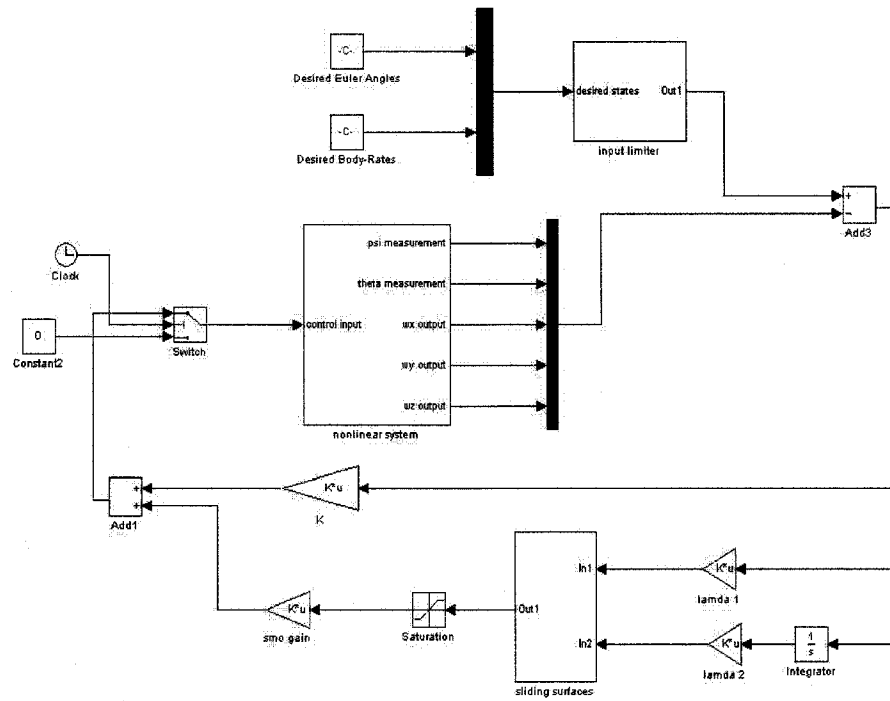 -C-
Desired Euler Angles
-C-
Desired Body-Rates
desired states
Out1
input limiter
+
−
Add3
Clock
0
Constant2
Switch
control input
psi measurement
theta measurement
wx output
wy output
wz output
nonlinear system
+
+
Add1
K*u
K
K*u
smo gain
Saturation
Out1
In1
In2
sliding surfaces
K*u
lamda 1
K*u
lamda 2
1
s
Integrator